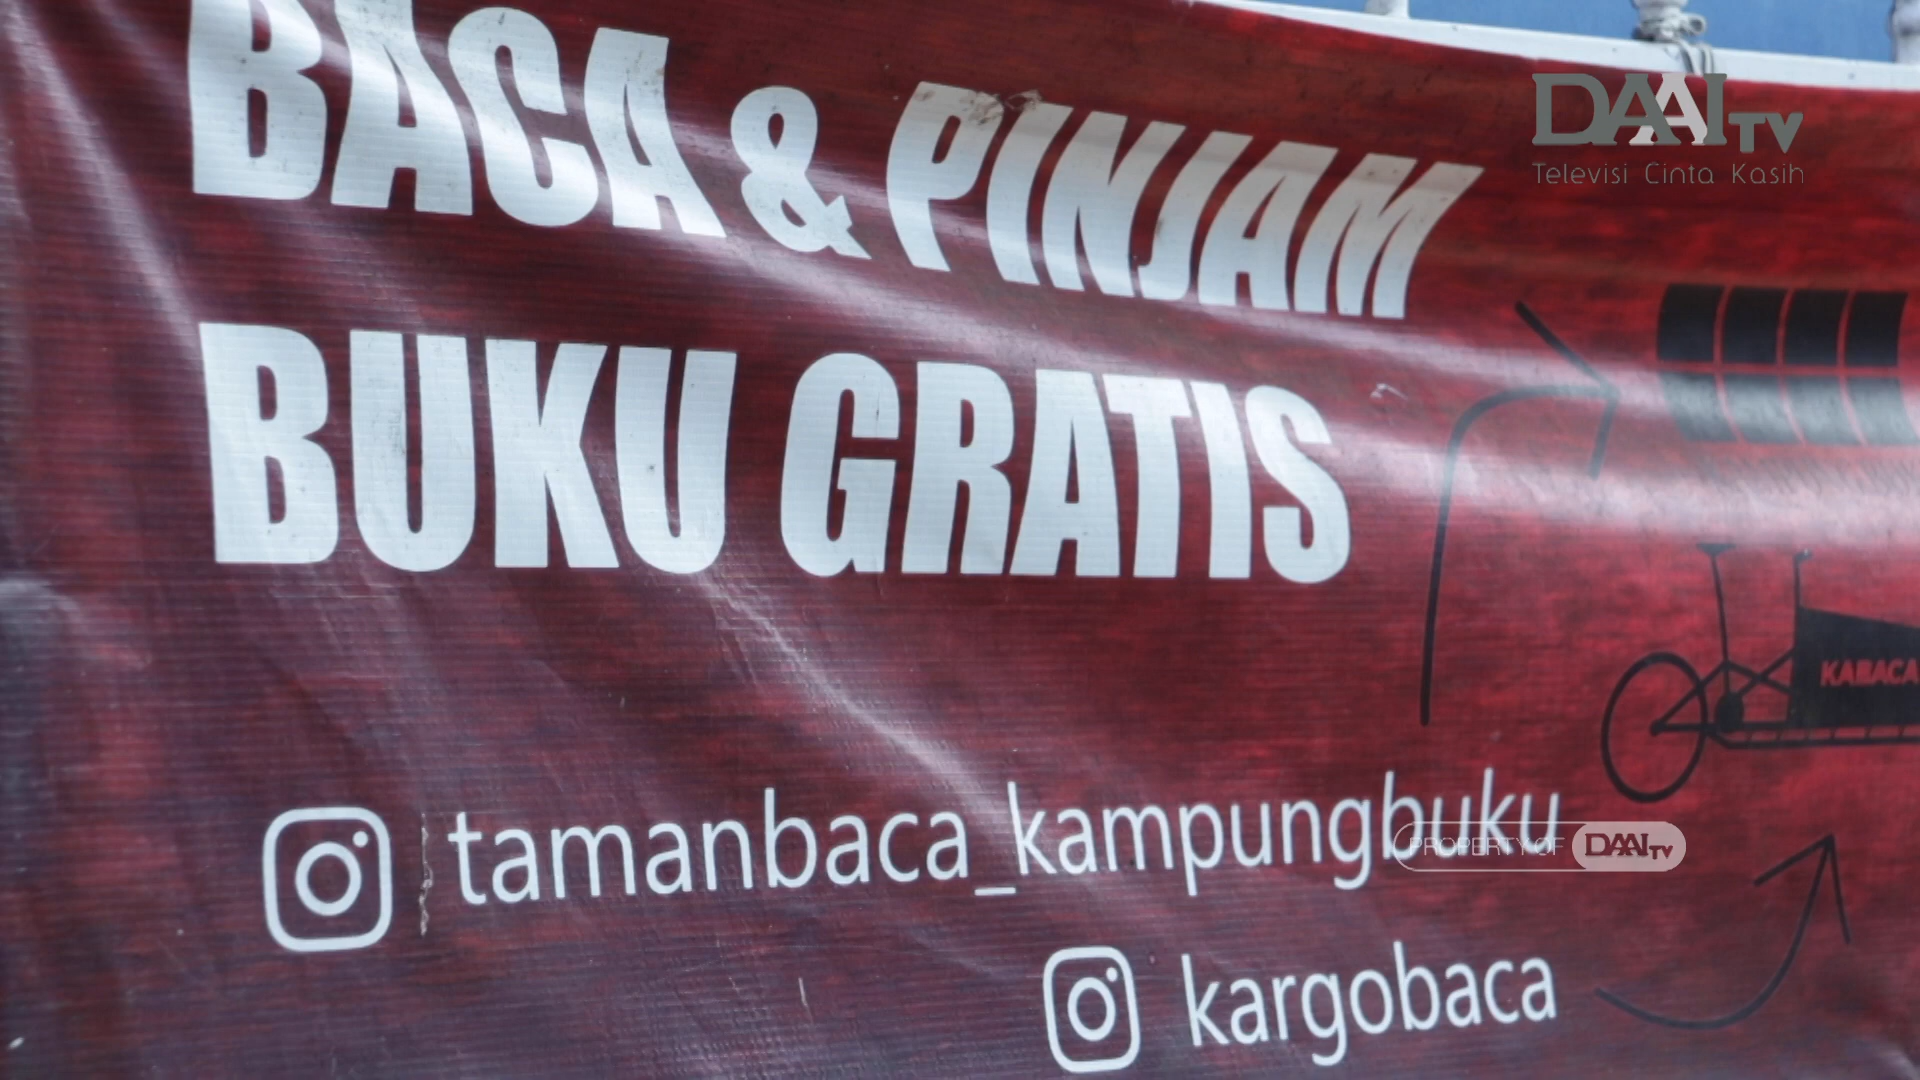 BACA & PINJAM
BUKU GRATIS
tamanbaca_kampungbuku
kargobaca
KABACA
DAAI TV
Televisi Cinta Kasih
PROPERTY OF DAAI TV